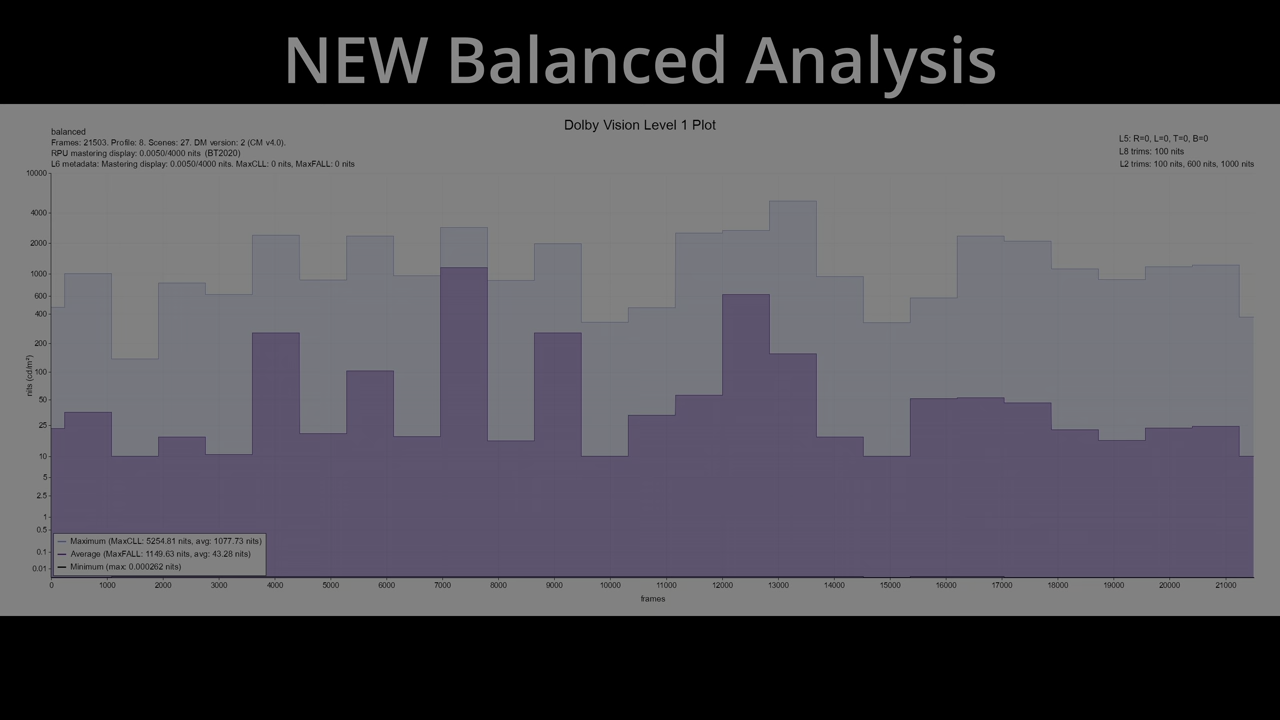 NEW Balanced Analysis
Dolby Vision Level 1 Plot
balanced
Frames: 21503. Profile: 8. Scenes: 27. DM version: 2 (CM v4.0).
RPU mastering display: 0.0050/4000 nits (BT2020)
L6 metadata: Mastering display: 0.0050/4000 nits. MaxCLL: 0 nits, MaxFALL: 0 nits
L5: R=0, L=0, T=0, B=0
L8 trims: 100 nits
L2 trims: 100 nits, 600 nits, 1000 nits
10000
4000
2000
1000
600
400
200
100
50
25
10
5
2.5
1
0.5
0.1
0.01
nits (cd/m²)
Maximum (MaxCLL: 5254.81 nits, avg: 1077.73 nits)
Average (MaxFALL: 1149.63 nits, avg: 43.28 nits)
Minimum (max: 0.000262 nits)
0 1000 2000 3000 4000 5000 6000 7000 8000 9000 10000 11000 12000 13000 14000 15000 16000 17000 18000 19000 20000 21000
frames